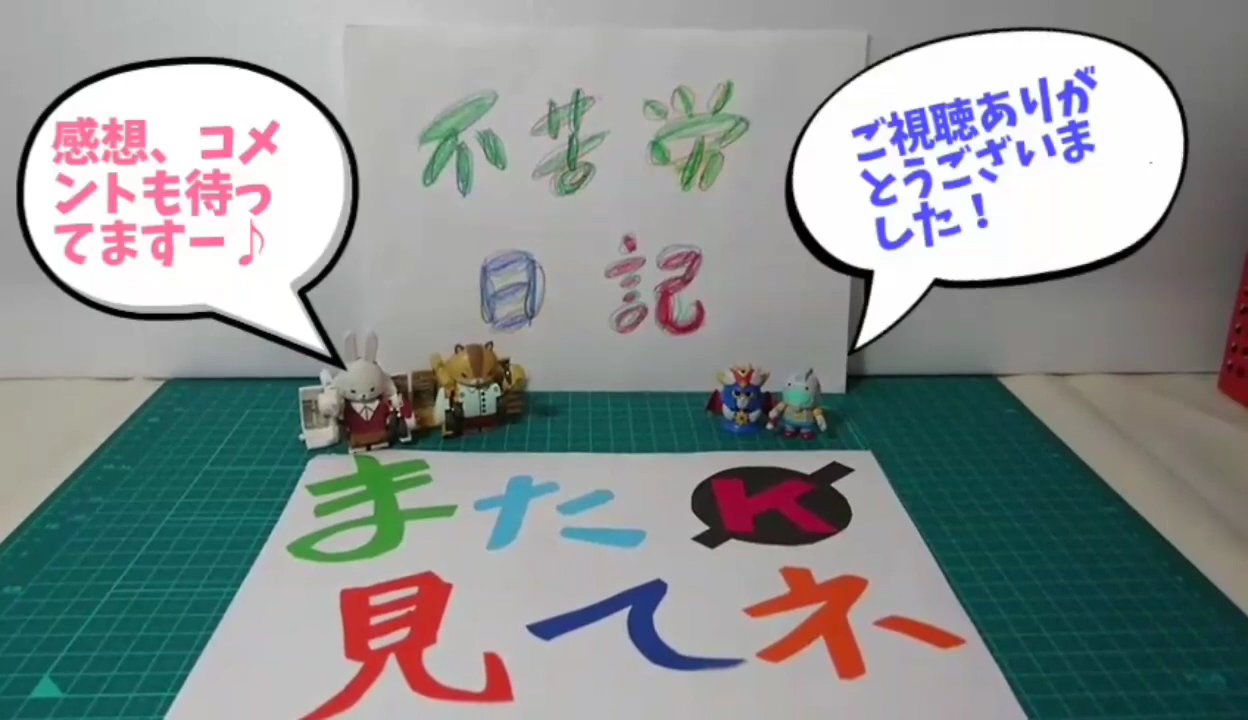 感想、コメ
ントも待っ
てますー♪
不苦労
日記
ご視聴ありが
とうございま
した！
また K
見てネ